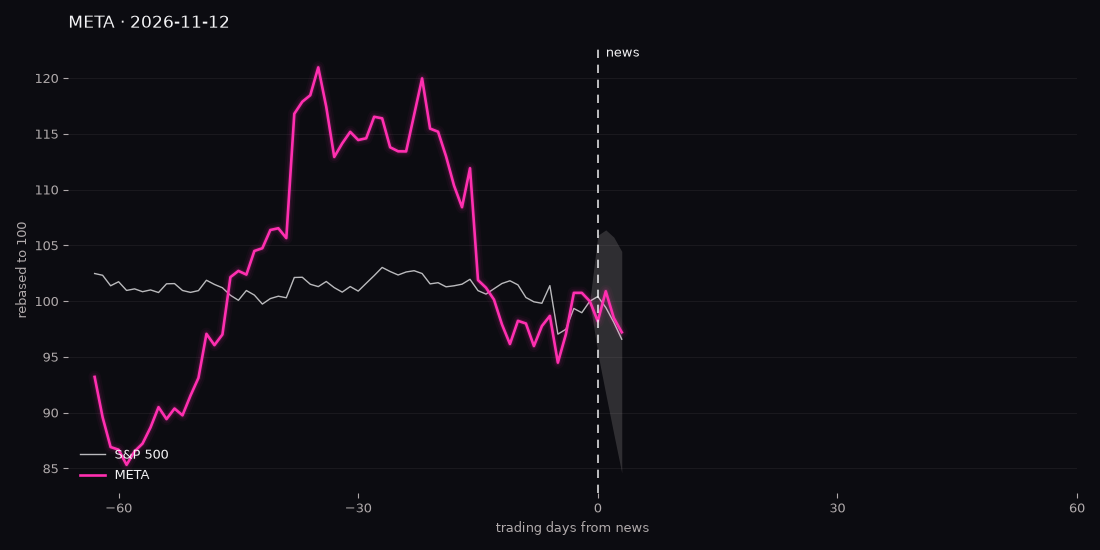 META · 2026-11-12
news
120
115
110
105
100
95
90
85
rebased to 100
S&P 500
META
−60
−30
0
30
60
trading days from news